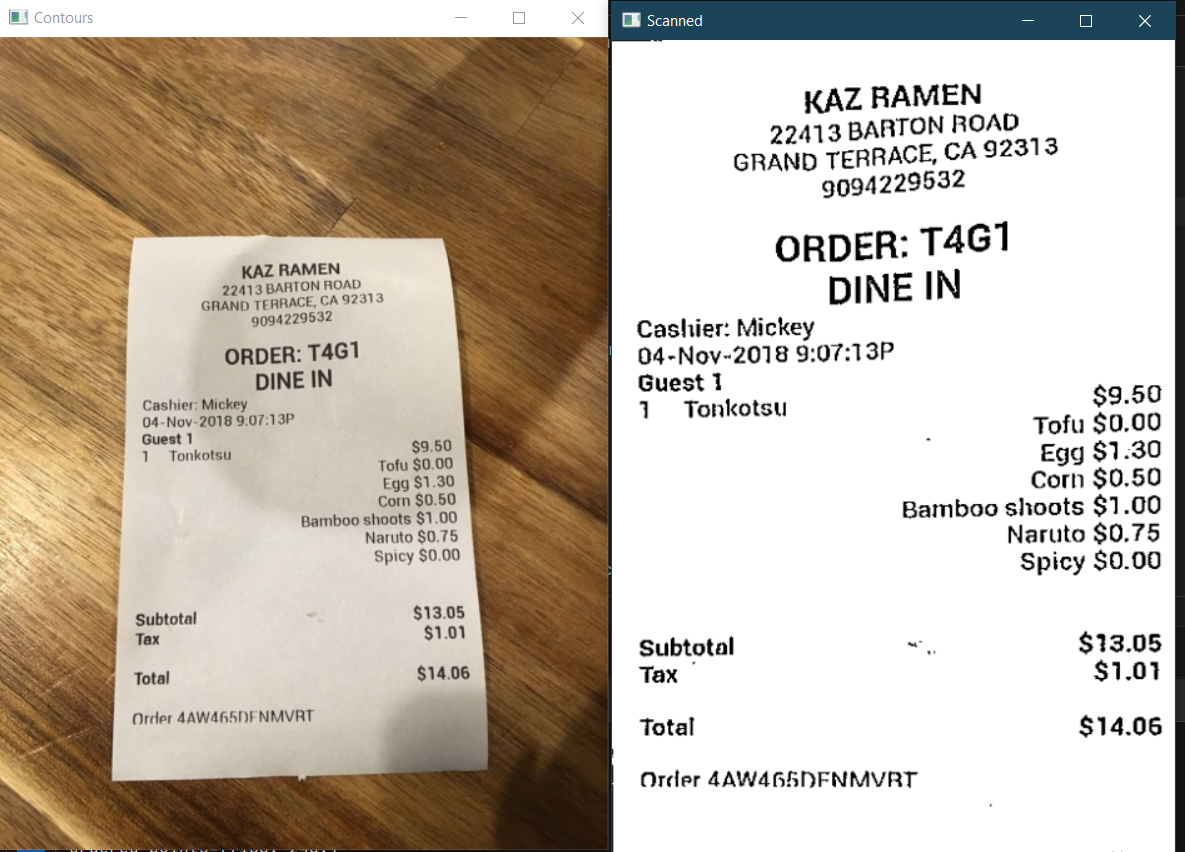 Contours
KAZ RAMEN
22413 BARTON ROAD
GRAND TERRACE, CA 92313
9094229532
ORDER: T4G1
DINE IN
Cashier: Mickey
04-Nov-2018 9:07:13P
Guest 1
1 Tonkotsu
$9.50
Tofu $0.00
Egg $1.30
Corn $0.50
Bamboo shoots $1.00
Naruto $0.75
Spicy $0.00
Subtotal $13.05
Tax $1.01
Total $14.06
Order 4AW465DFNMVRT
Scanned
KAZ RAMEN
22413 BARTON ROAD
GRAND TERRACE, CA 92313
9094229532
ORDER: T4G1
DINE IN
Cashier: Mickey
04-Nov-2018 9:07:13P
Guest 1
1 Tonkotsu
$9.50
Tofu $0.00
Egg $1.30
Corn $0.50
Bamboo shoots $1.00
Naruto $0.75
Spicy $0.00
Subtotal $13.05
Tax $1.01
Total $14.06
Order 4AW465DFNMVRT